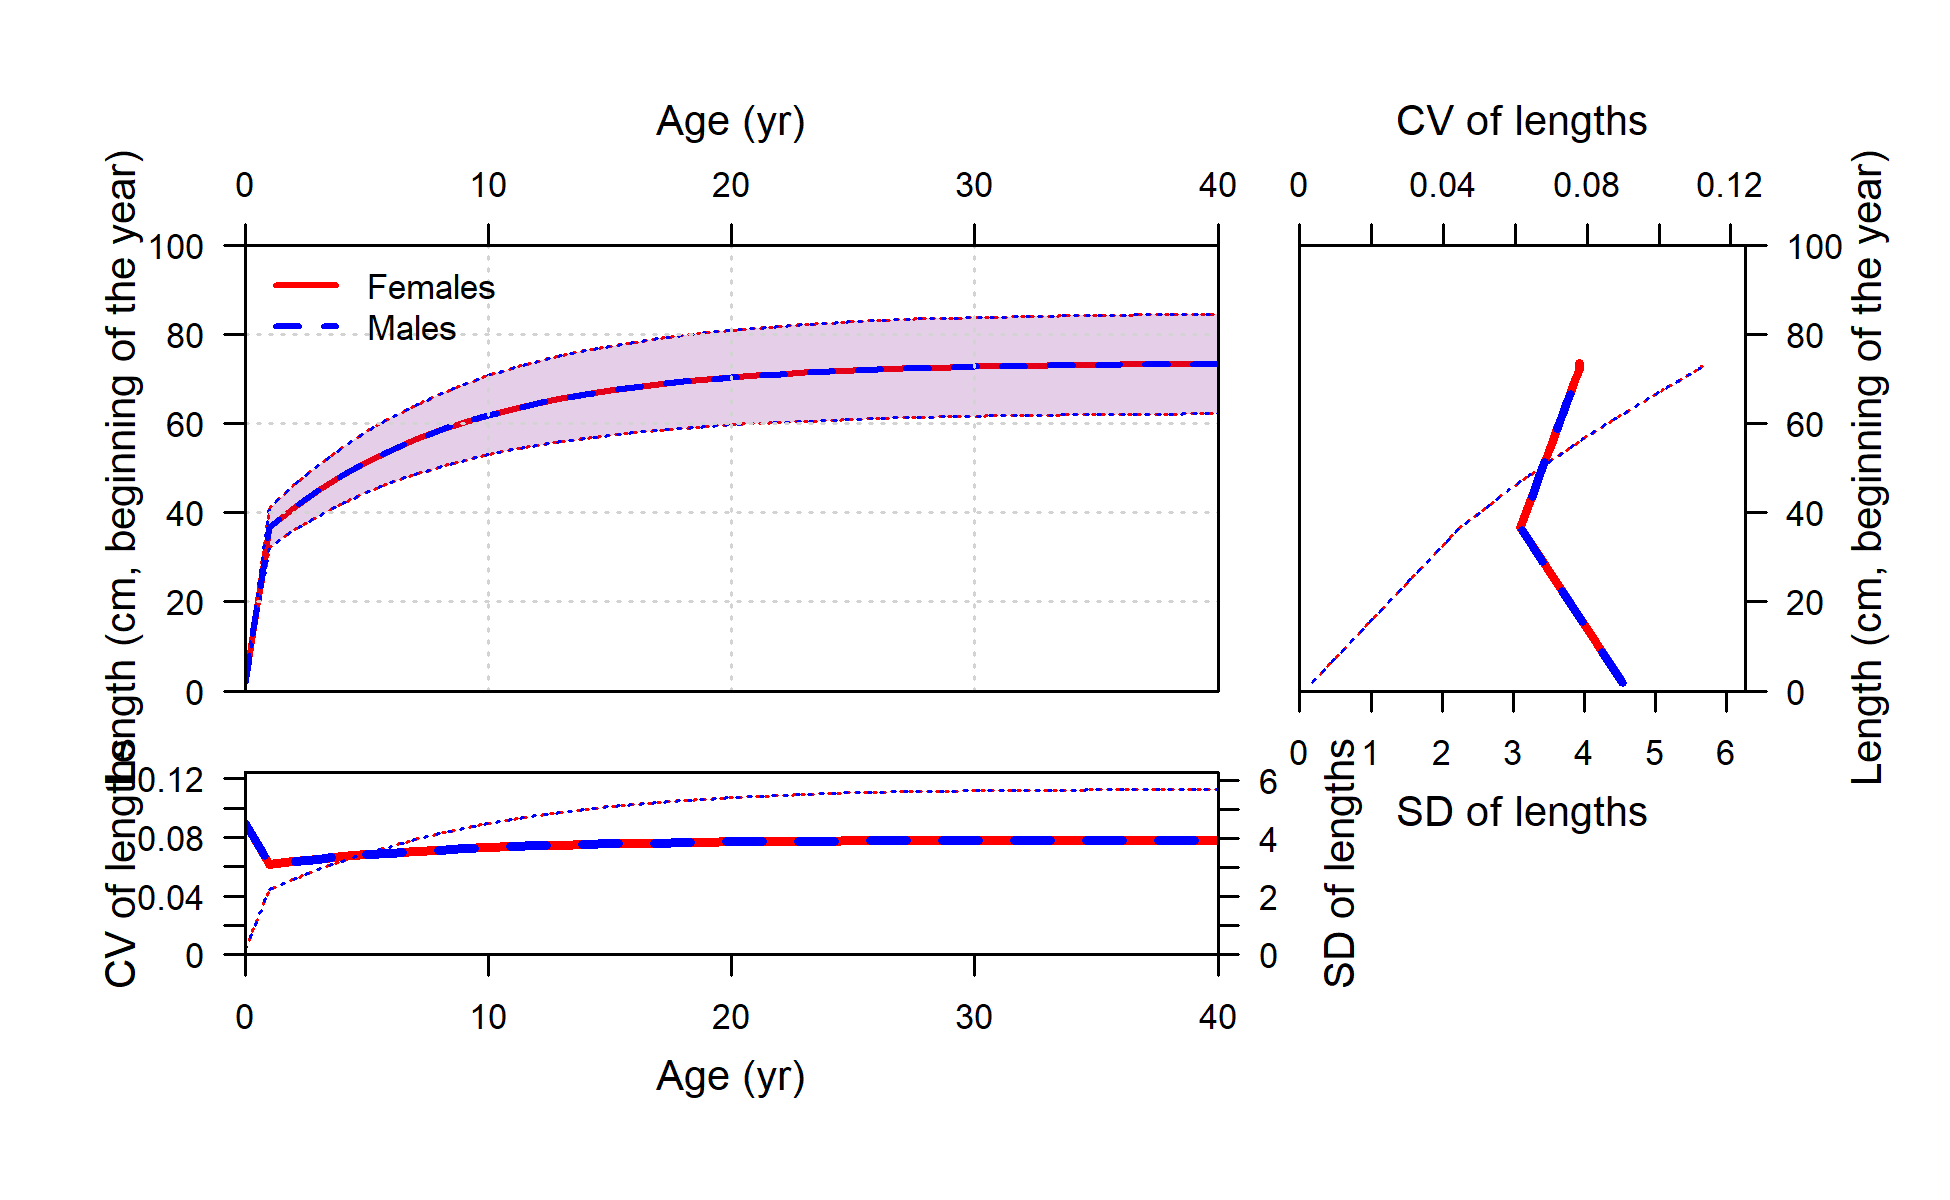 Age (yr)
CV of lengths
0 10 20 30 40
0 0.04 0.08 0.12
Length (cm, beginning of the year)
100
80
60
40
20
0
Females
Males
100
80
60
40
20
0
Length (cm, beginning of the year)
0 1 2 3 4 5 6
SD of lengths
CV of lengths
0.12
0.08
0.04
0
6
4
2
0
SD of lengths
0 10 20 30 40
Age (yr)